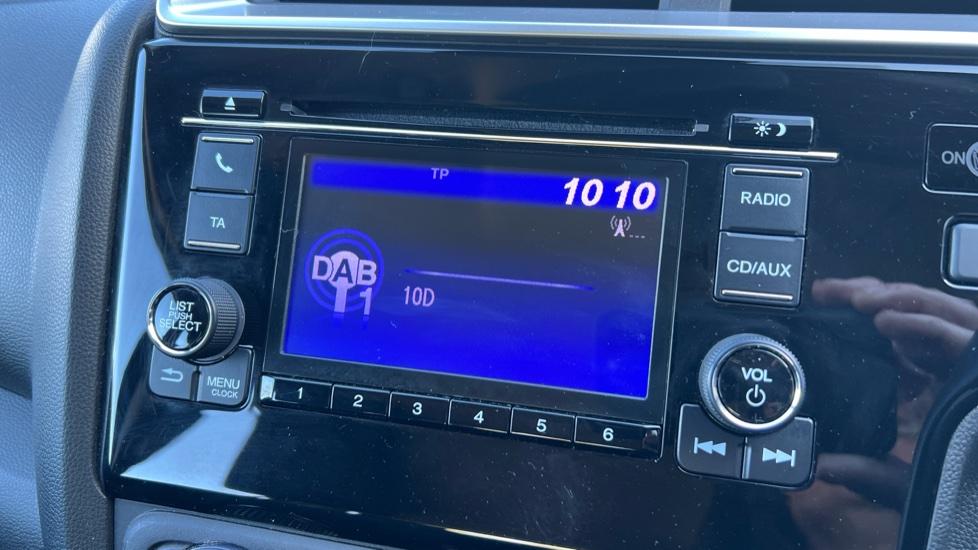 TP
10 10
DAB
1
10D
TA
RADIO
CD/AUX
LIST
PUSH
SELECT
MENU
CLOCK
VOL
1 2 3 4 5 6
ON